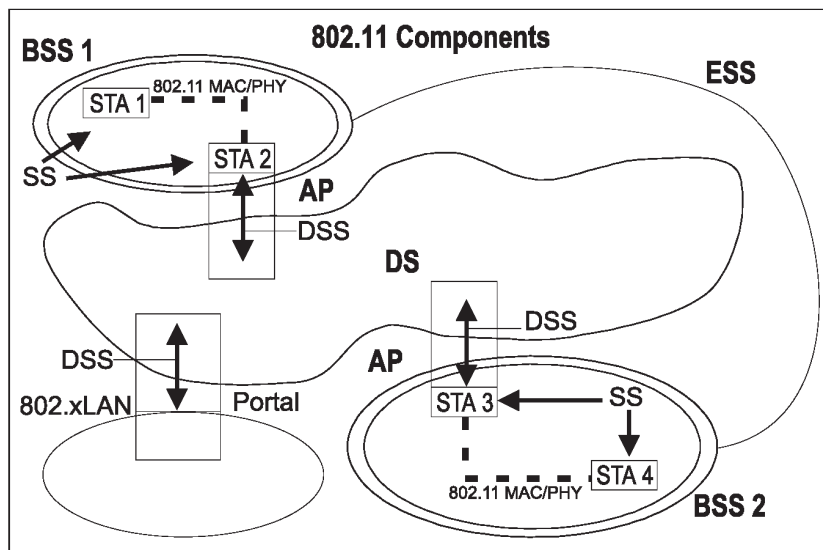 802.11 Components
BSS 1
ESS
802.11 MAC/PHY
STA 1
STA 2
SS
AP
DSS
DS
DSS
DSS
AP
802.xLAN
Portal
STA 3
SS
STA 4
802.11 MAC/PHY
BSS 2